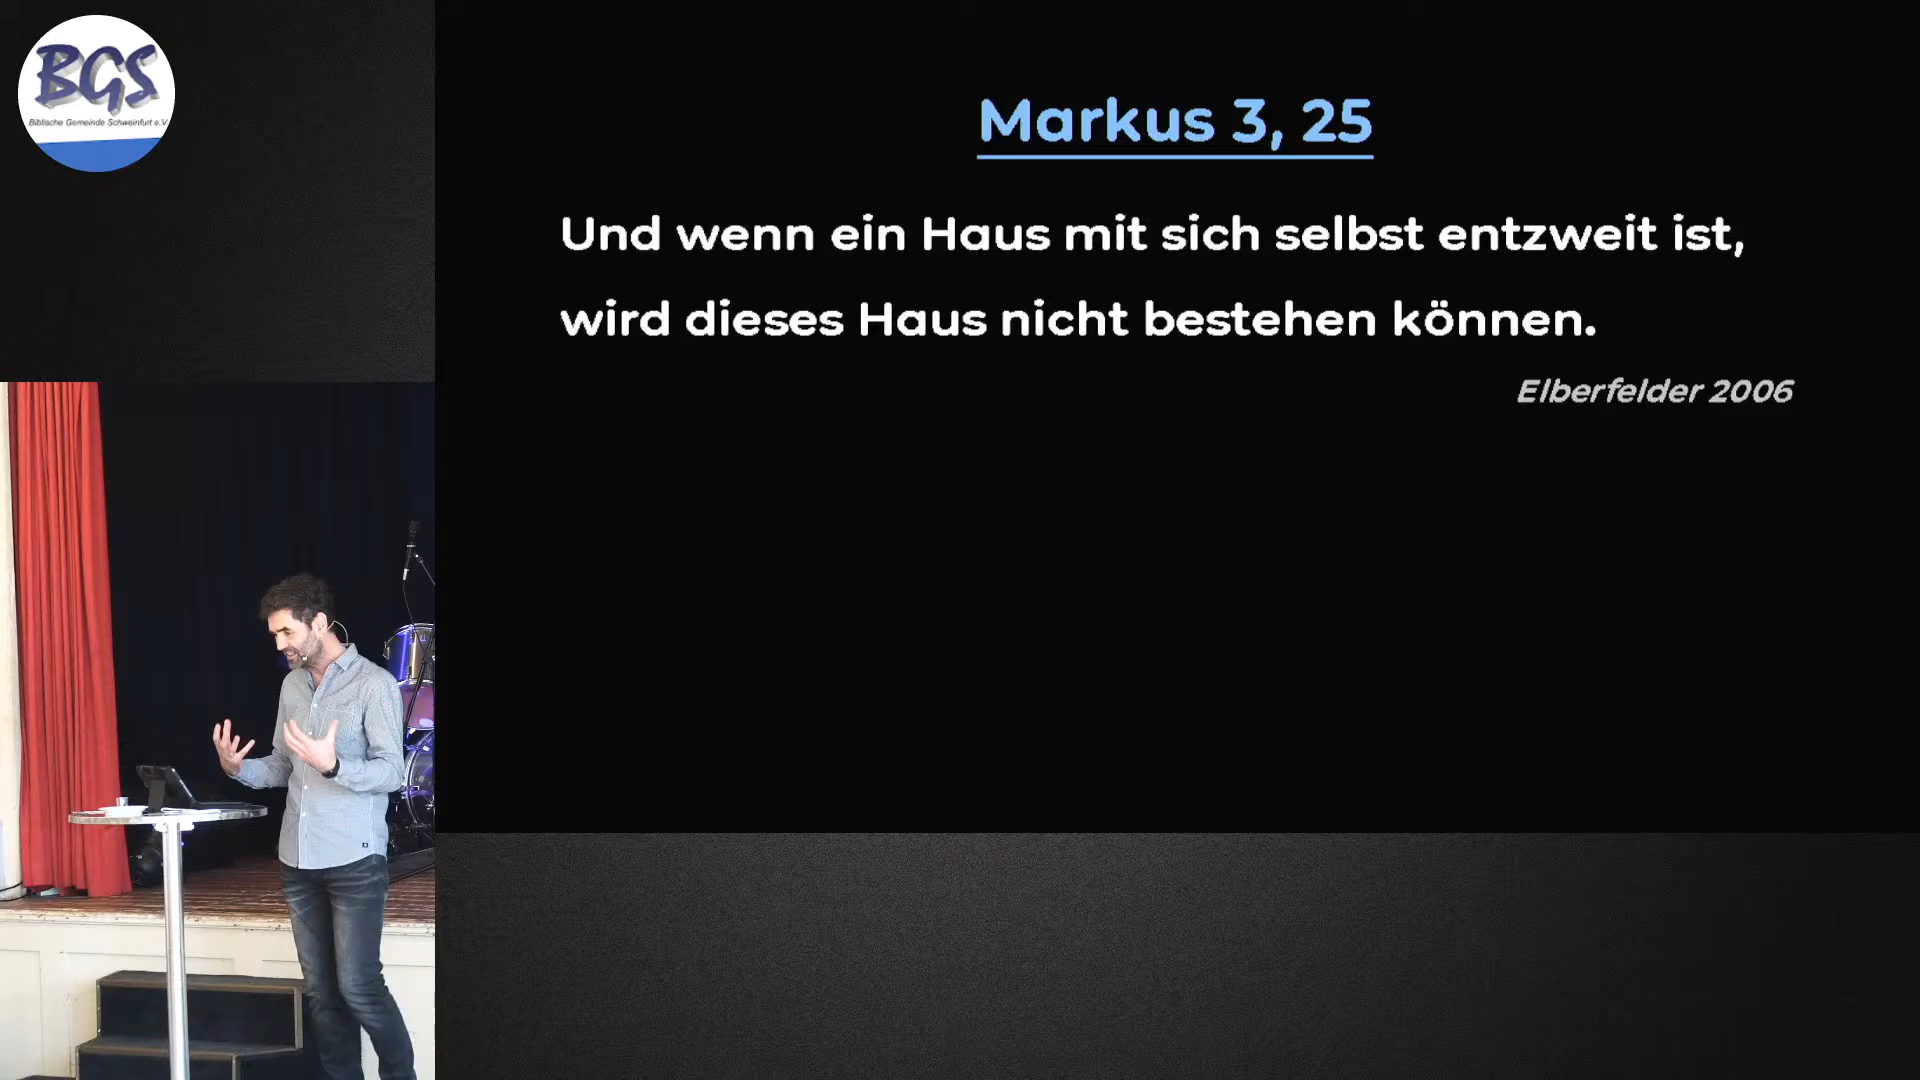 BGS
Biblische Gemeinde Schweinfurt e.V.
Markus 3, 25
Und wenn ein Haus mit sich selbst entzweit ist,
wird dieses Haus nicht bestehen können.
Elberfelder 2006